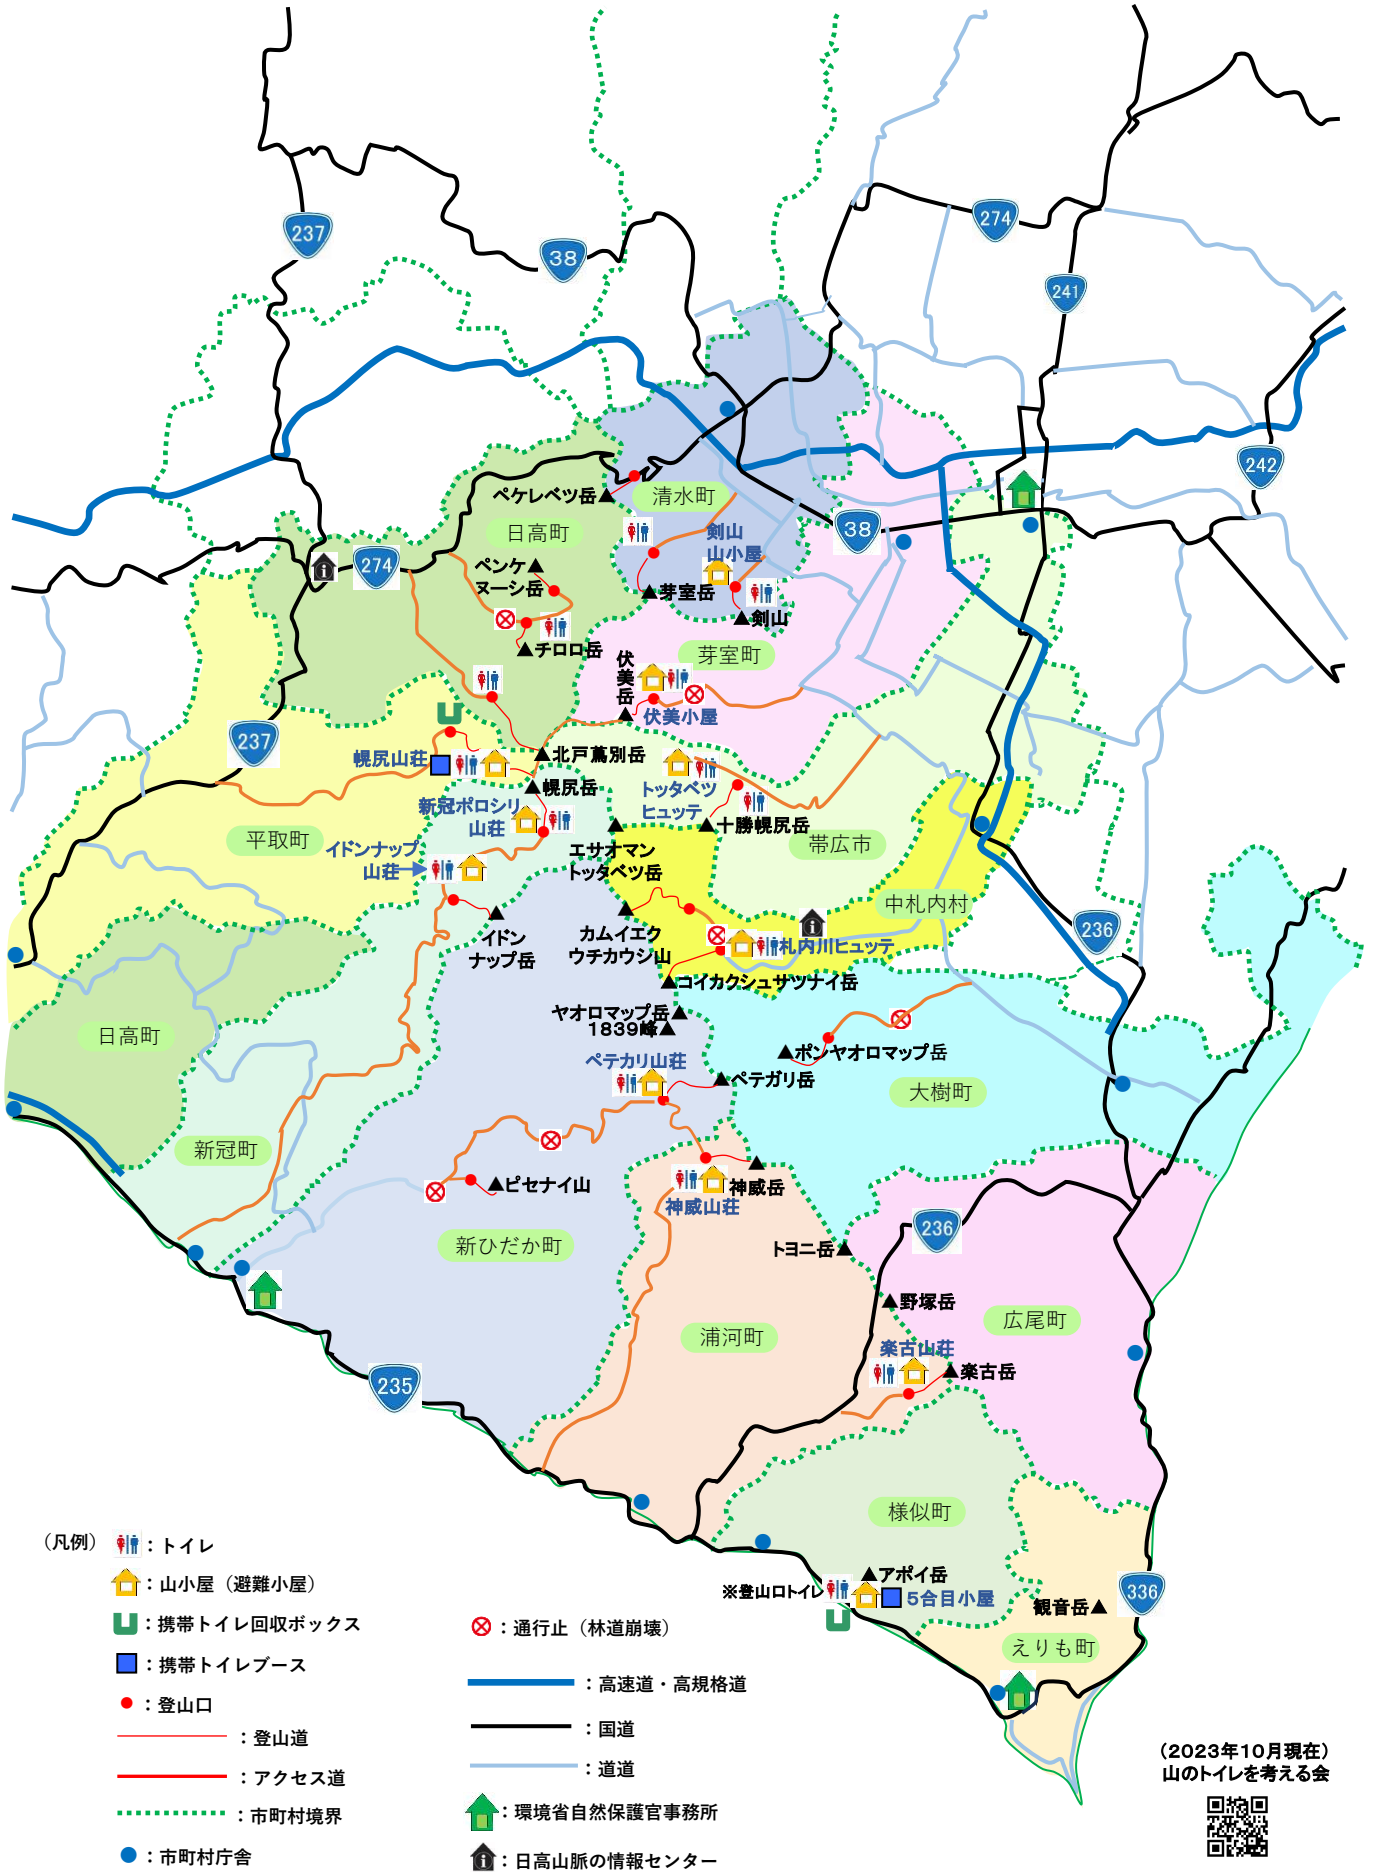 237
38
274
241
242
ペケレベツ岳
清水町
日高町
剣山
山小屋
38
274
ペンケ
ヌーシ岳
芽室岳
剣山
チロロ岳
芽室町
伏美岳
伏美小屋
237
幌尻山荘
北戸蔦別岳
幌尻岳
トッタベツ
ヒュッテ
新冠ポロシリ
山荘
十勝幌尻岳
平取町
帯広市
イドンナップ
山荘
エサオマン
トッタベツ岳
中札内村
236
イドン
ナップ岳
カムイエク
ウチカウシ山
札内川ヒュッテ
コイカクシュサツナイ岳
ヤオロマップ岳
1839峰
日高町
ペテカリ山荘
ポンヤオロマップ岳
ペテガリ岳
大樹町
新冠町
ピセナイ山
神威岳
神威山荘
新ひだか町
トヨニ岳
236
野塚岳
広尾町
浦河町
楽古山荘
楽古岳
235
様似町
アポイ岳
※登山口トイレ
5合目小屋
観音岳
336
えりも町
（凡例）
：トイレ
：山小屋（避難小屋）
：携帯トイレ回収ボックス
：携帯トイレブース
：登山口
：登山道
：アクセス道
：市町村境界
：市町村庁舎
：通行止（林道崩壊）
：高速道・高規格道
：国道
：道道
：環境省自然保護官事務所
：日高山脈の情報センター
（2023年10月現在）
山のトイレを考える会